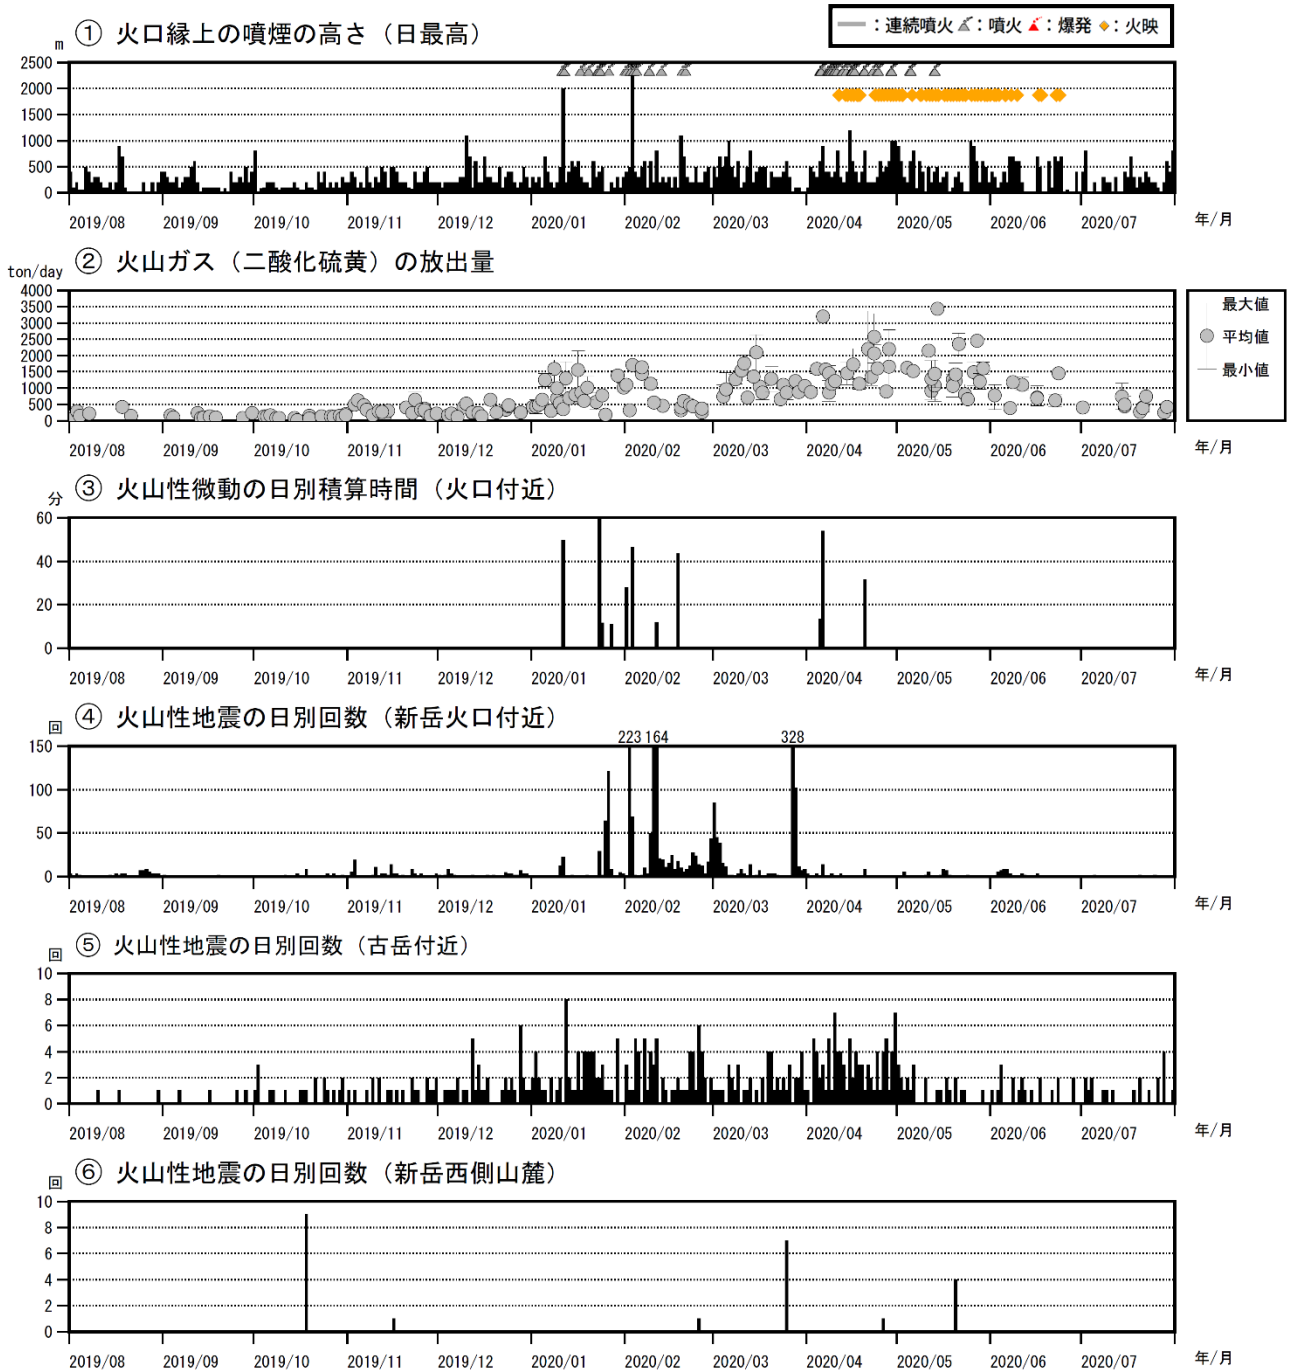 ① 火口縁上の噴煙の高さ（日最高）
━：連続噴火 ：噴火 ：爆発 ◆：火映
m
2500
2000
1500
1000
500
0
2019/08 2019/09 2019/10 2019/11 2019/12 2020/01 2020/02 2020/03 2020/04 2020/05 2020/06 2020/07 年/月
② 火山ガス（二酸化硫黄）の放出量
ton/day
4000
3500
3000
2500
2000
1500
1000
500
0
最大値
平均値
最小値
2019/08 2019/09 2019/10 2019/11 2019/12 2020/01 2020/02 2020/03 2020/04 2020/05 2020/06 2020/07 年/月
③ 火山性微動の日別積算時間（火口付近）
分
60
40
20
0
2019/08 2019/09 2019/10 2019/11 2019/12 2020/01 2020/02 2020/03 2020/04 2020/05 2020/06 2020/07 年/月
④ 火山性地震の日別回数（新岳火口付近）
回
223 164 328
150
100
50
0
2019/08 2019/09 2019/10 2019/11 2019/12 2020/01 2020/02 2020/03 2020/04 2020/05 2020/06 2020/07 年/月
⑤ 火山性地震の日別回数（古岳付近）
回
10
8
6
4
2
0
2019/08 2019/09 2019/10 2019/11 2019/12 2020/01 2020/02 2020/03 2020/04 2020/05 2020/06 2020/07 年/月
⑥ 火山性地震の日別回数（新岳西側山麓）
回
10
8
6
4
2
0
2019/08 2019/09 2019/10 2019/11 2019/12 2020/01 2020/02 2020/03 2020/04 2020/05 2020/06 2020/07 年/月